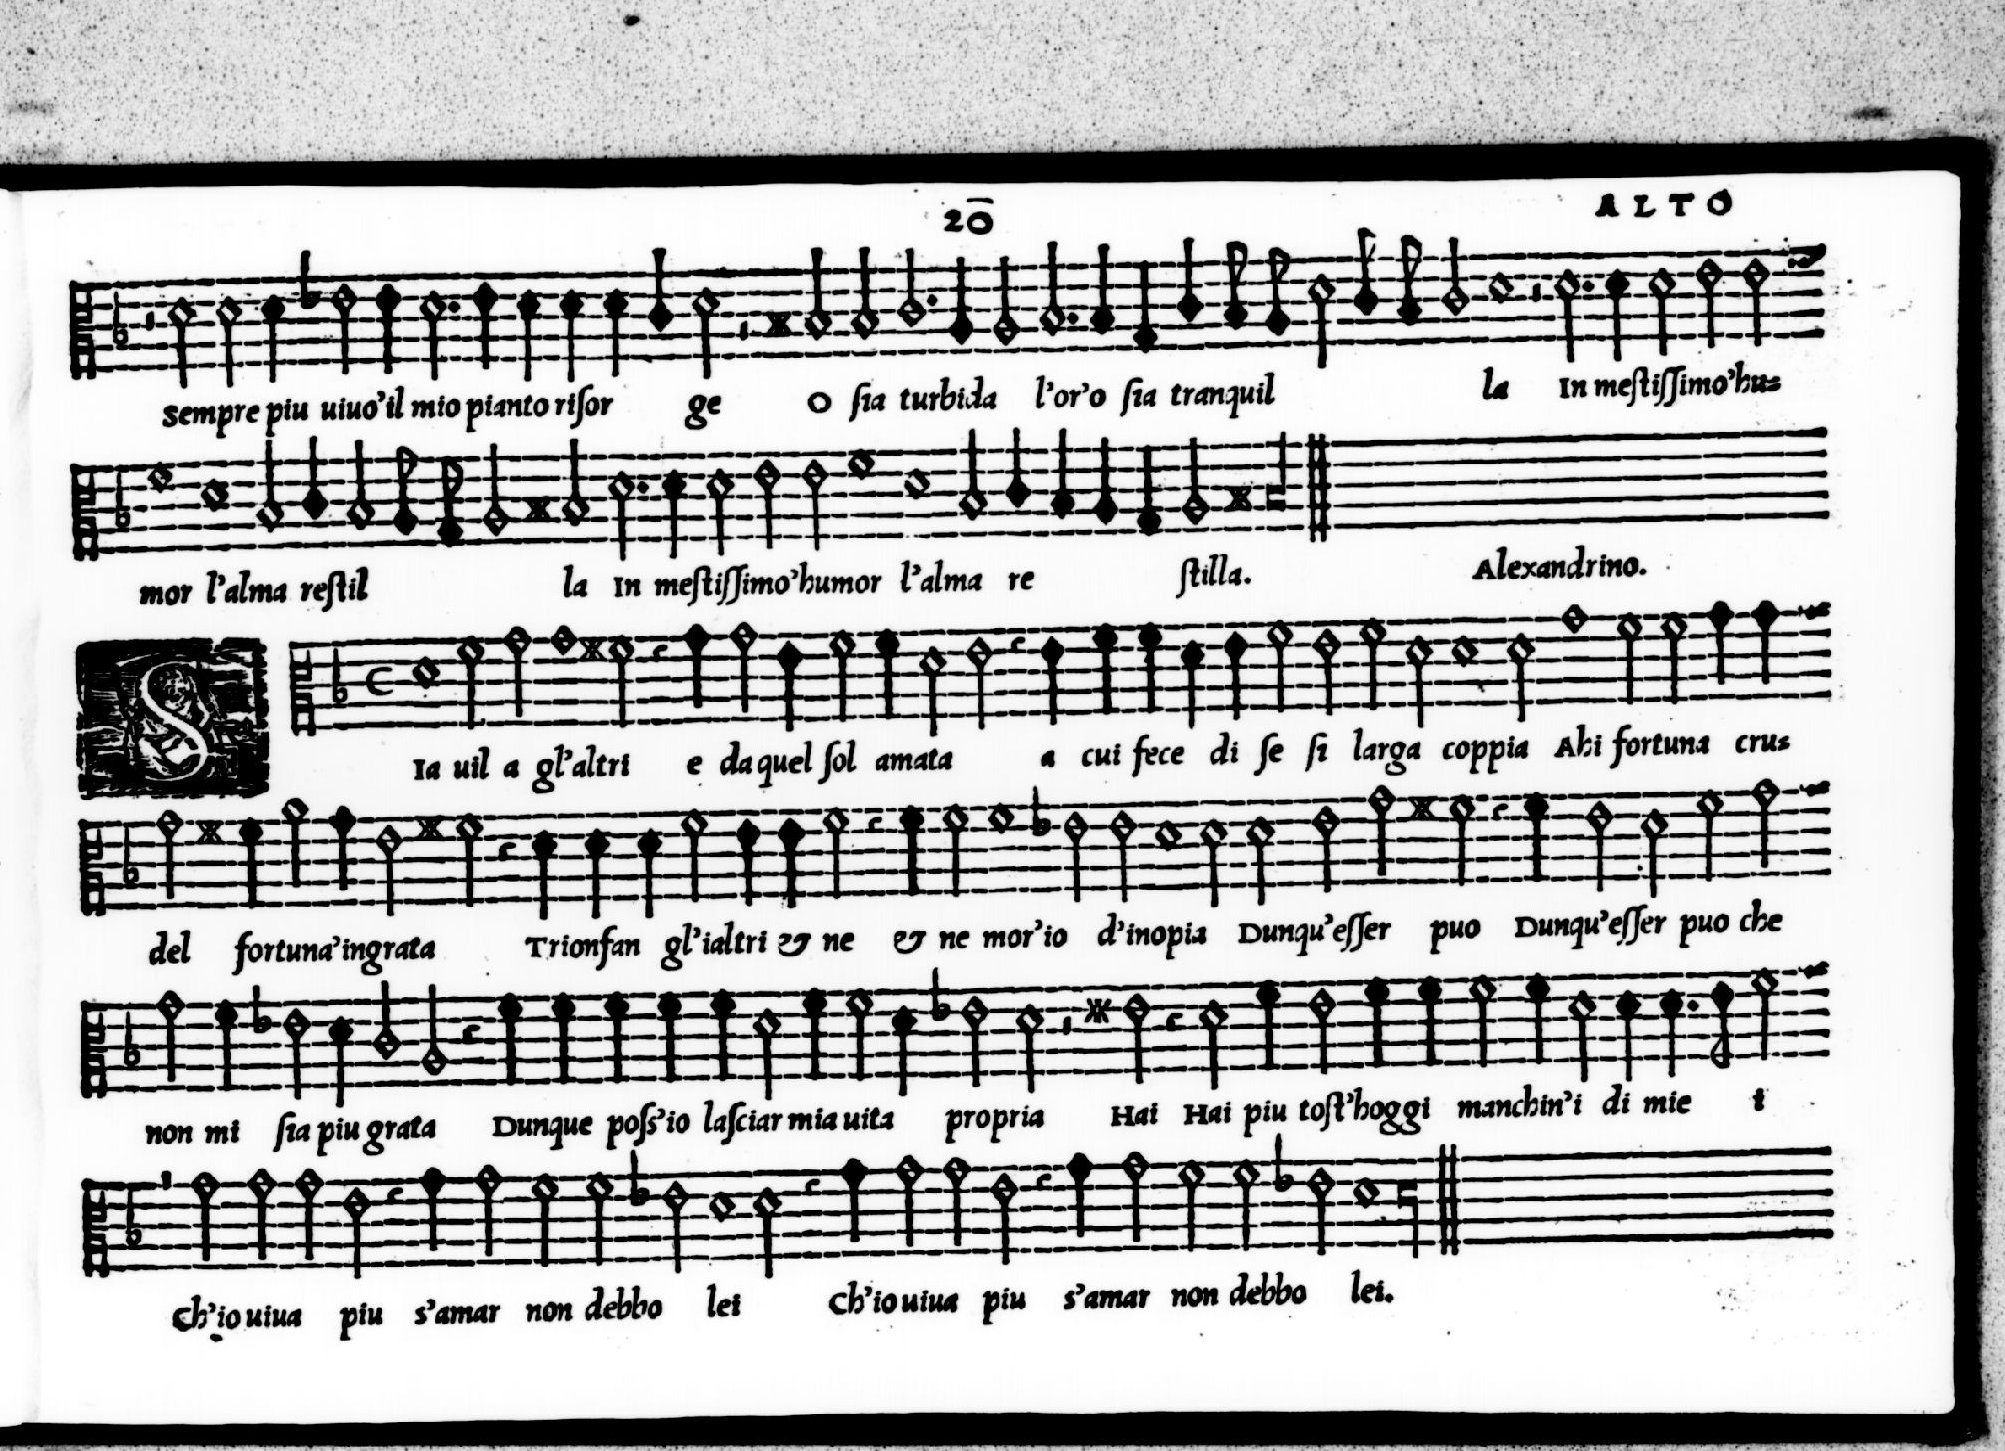 20 ALTO
Sempre piu uiuo'il mio pianto riſor ge o ſia turbida l'or'o ſia tranquil la In meſtiſſimo'hu=
mor l'alma reſtil la In meſtiſſimo'humor l'alma re ſtilla. Alexandrino.
SIa uil a gl'altri e da quel ſol amata a cui fece di ſe ſi larga coppia Ahi fortuna cru=
del fortuna'ingrata Trionfan gl'ialtri & ne & ne mor'io d'inopia Dunqu'eſſer puo Dunqu'eſſer puo che
non mi ſia piu grata Dunque poſs'io laſciar mia uita propria Hai Hai piu toſt'hoggi manchin'i di mie i
Ch'io uiua piu s'amar non debbo lei Ch'io uiua piu s'amar non debbo lei.